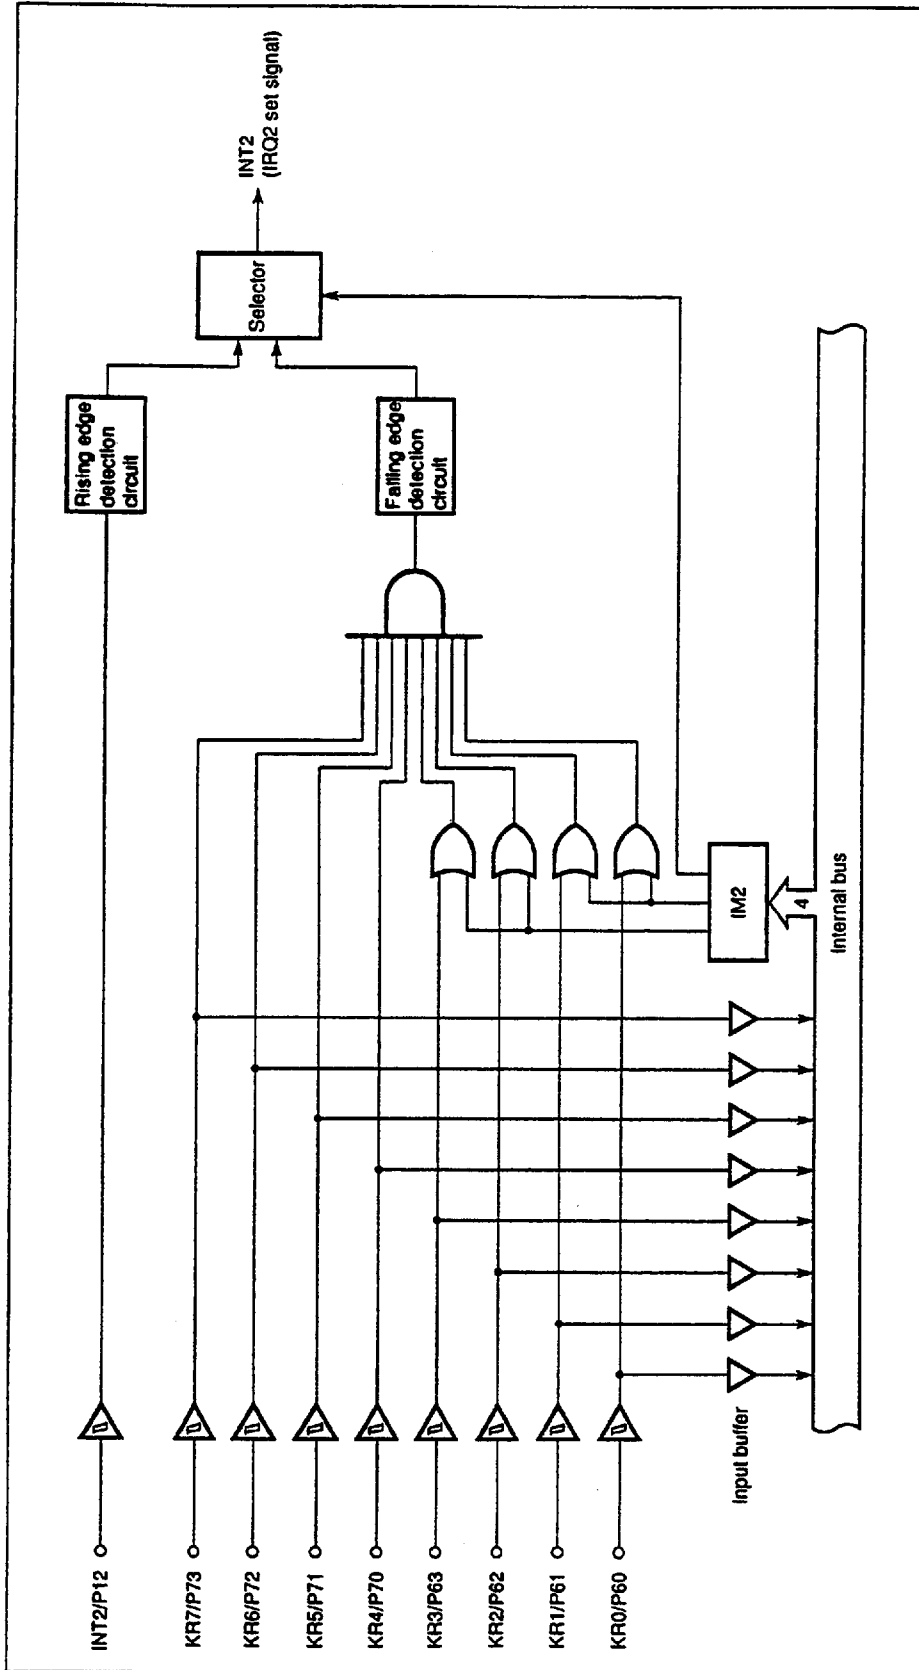 INT2/P12
KR7/P73
KR6/P72
KR5/P71
KR4/P70
KR3/P63
KR2/P62
KR1/P61
KR0/P60
Input buffer
Rising edge
detection
circuit
Falling edge
detection
circuit
Selector
INT2
(IRQ2 set signal)
IM2
4
Internal bus